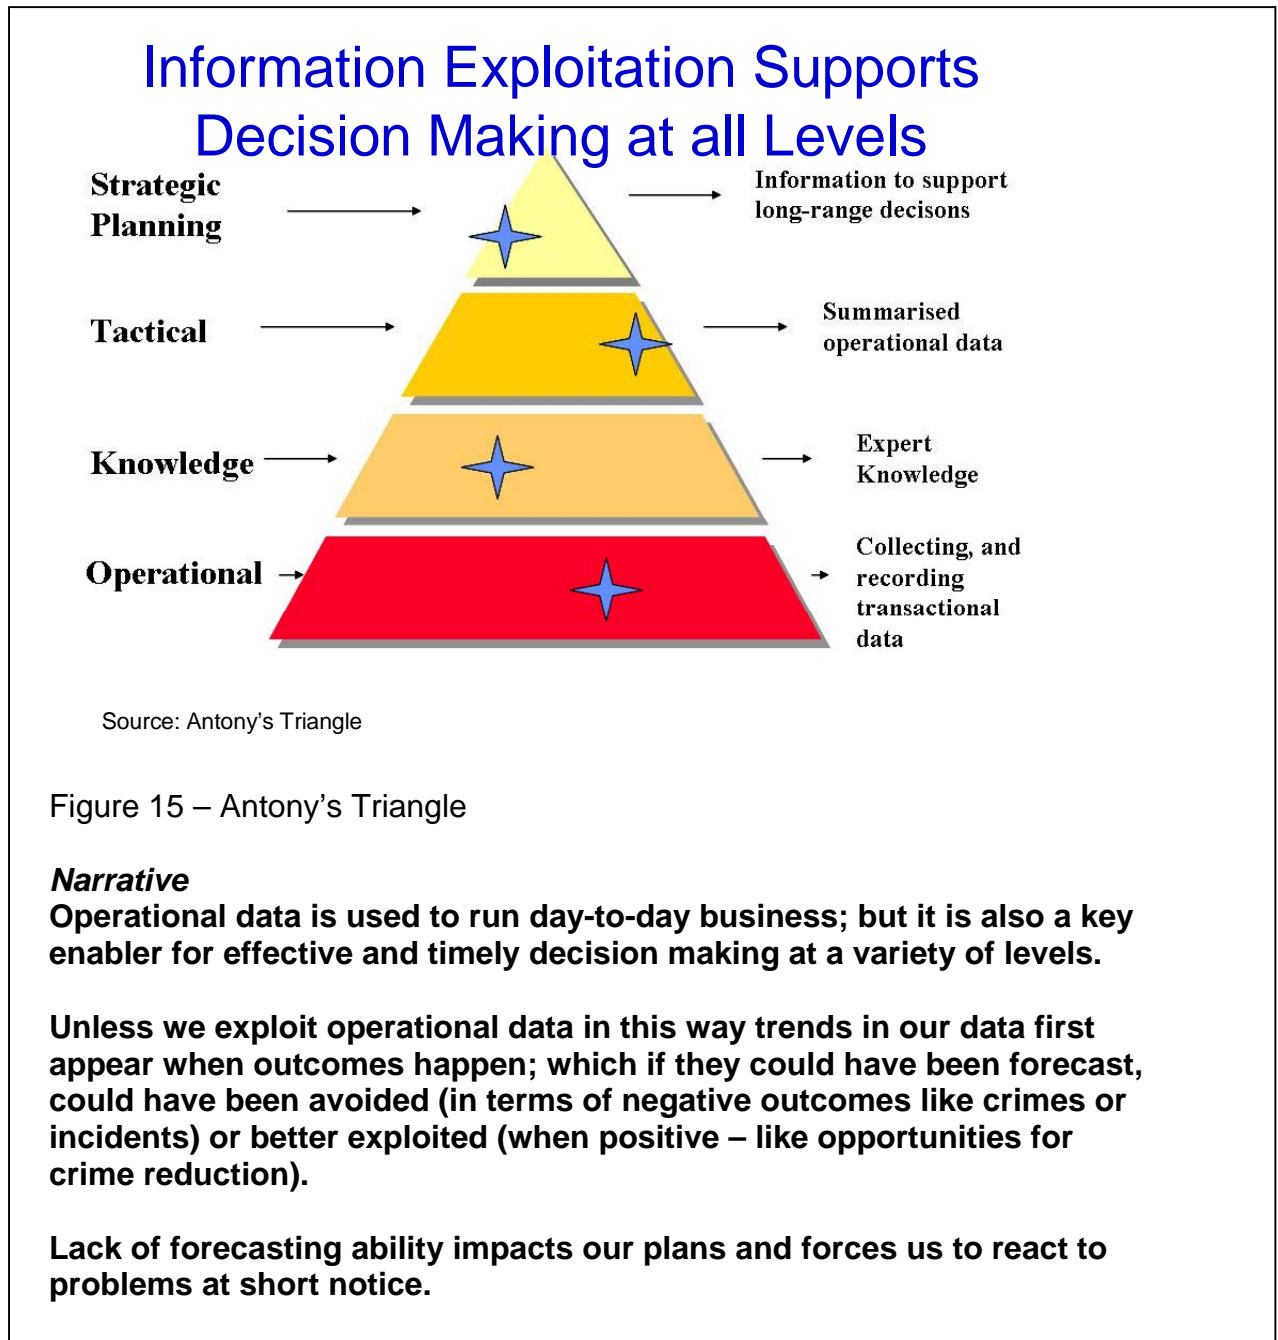 Information Exploitation Supports
Decision Making at all Levels
Strategic
Planning
Information to support
long-range decisons
Tactical
Summarised
operational data
Knowledge
Expert
Knowledge
Operational
Collecting, and
recording
transactional
data
Source: Antony's Triangle
Figure 15 – Antony's Triangle
Narrative
Operational data is used to run day-to-day business; but it is also a key
enabler for effective and timely decision making at a variety of levels.
Unless we exploit operational data in this way trends in our data first
appear when outcomes happen; which if they could have been forecast,
could have been avoided (in terms of negative outcomes like crimes or
incidents) or better exploited (when positive – like opportunities for
crime reduction).
Lack of forecasting ability impacts our plans and forces us to react to
problems at short notice.